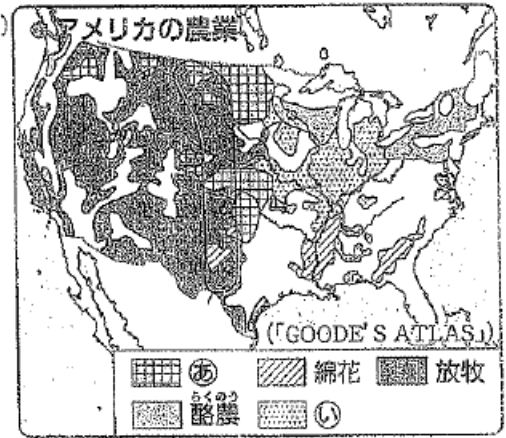 アメリカの農業
(「GOODE'S ATLAS」)
あ 綿花 放牧
らくのう
酪農 い